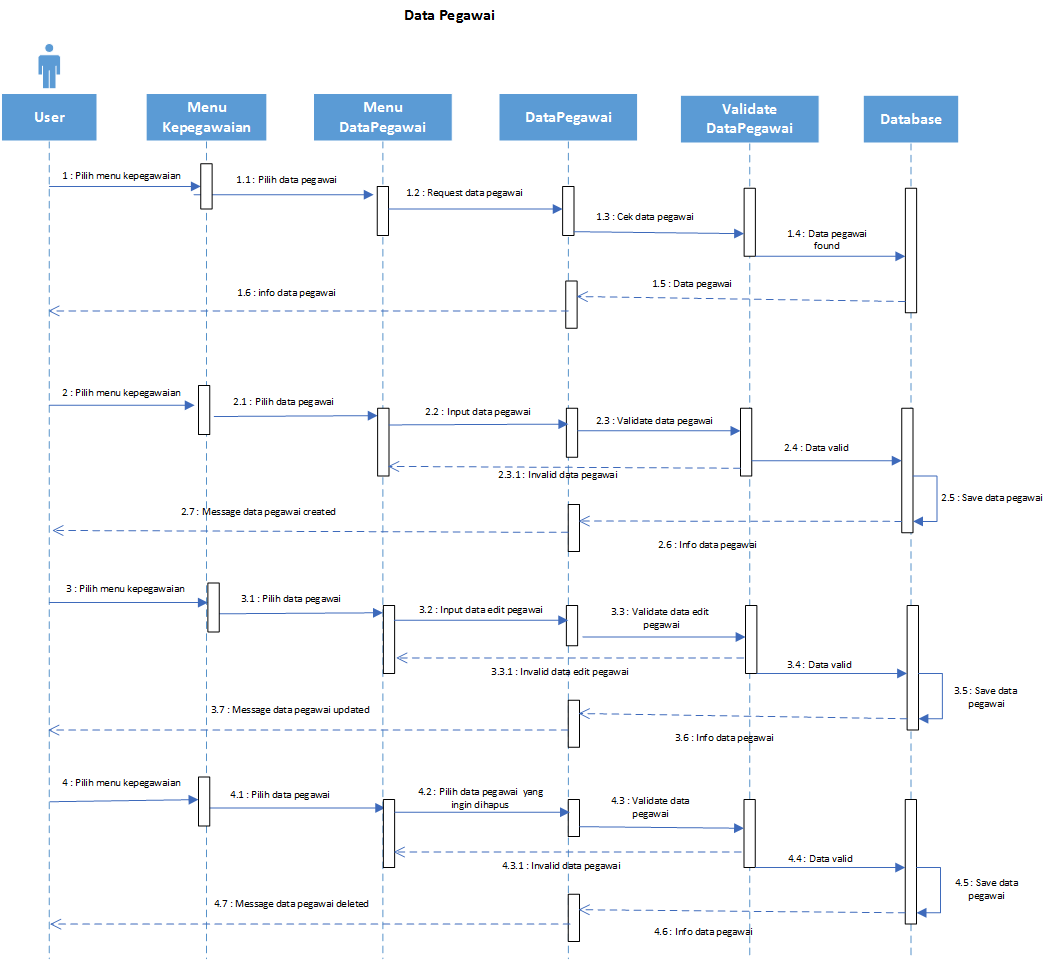 Data Pegawai
User
Menu
Kepegawaian
Menu
DataPegawai
DataPegawai
Validate
DataPegawai
Database
1 : Pilih menu kepegawaian
1.1 : Pilih data pegawai
1.2 : Request data pegawai
1.3 : Cek data pegawai
1.4 : Data pegawai
found
1.5 : Data pegawai
1.6 : info data pegawai
2 : Pilih menu kepegawaian
2.1 : Pilih data pegawai
2.2 : Input data pegawai
2.3 : Validate data pegawai
2.4 : Data valid
2.3.1 : Invalid data pegawai
2.5 : Save data pegawai
2.7 : Message data pegawai created
2.6 : Info data pegawai
3 : Pilih menu kepegawaian
3.1 : Pilih data pegawai
3.2 : Input data edit pegawai
3.3 : Validate data edit
pegawai
3.4 : Data valid
3.3.1 : Invalid data edit pegawai
3.5 : Save data
pegawai
3.7 : Message data pegawai updated
3.6 : Info data pegawai
4 : Pilih menu kepegawaian
4.1 : Pilih data pegawai
4.2 : Pilih data pegawai yang
ingin dihapus
4.3 : Validate data
pegawai
4.4 : Data valid
4.3.1 : Invalid data pegawai
4.5 : Save data
pegawai
4.7 : Message data pegawai deleted
4.6 : Info data pegawai